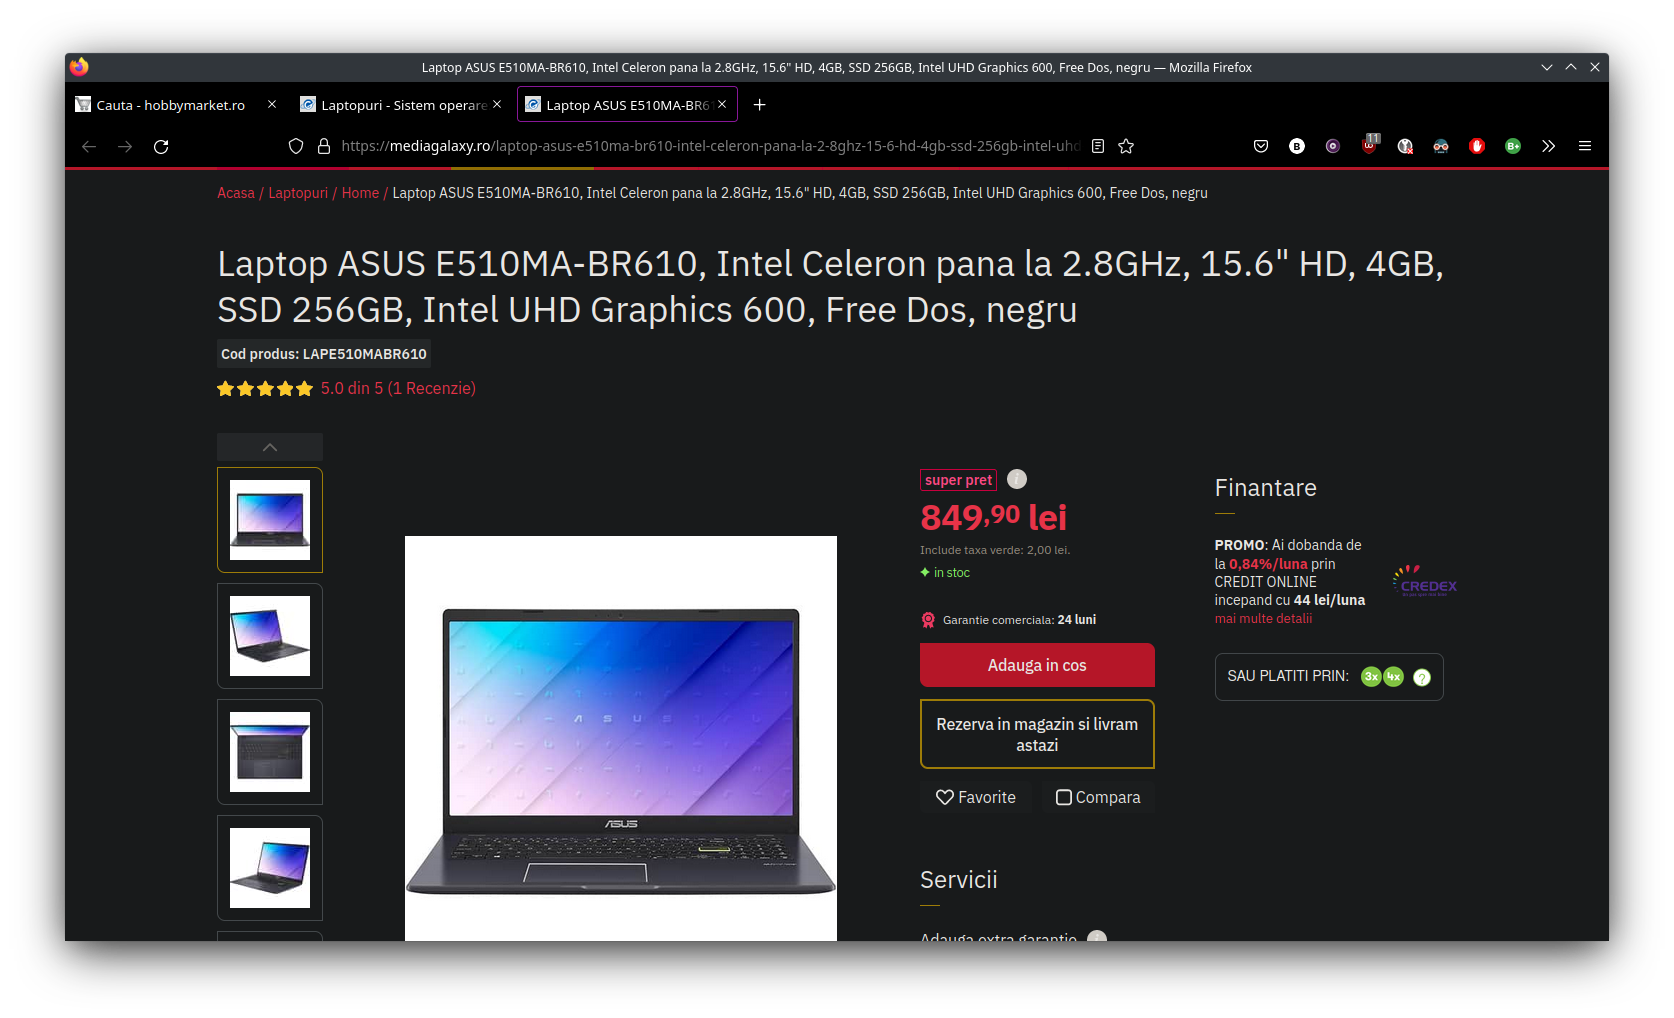 Laptop ASUS E510MA-BR610, Intel Celeron pana la 2.8GHz, 15.6" HD, 4GB, SSD 256GB, Intel UHD Graphics 600, Free Dos, negru — Mozilla Firefox
Cauta - hobbymarket.ro
Laptopuri - Sistem operare
Laptop ASUS E510MA-BR61
https://mediagalaxy.ro/laptop-asus-e510ma-br610-intel-celeron-pana-la-2-8ghz-15-6-hd-4gb-ssd-256gb-intel-uhd
11
B
B+
Acasa / Laptopuri / Home / Laptop ASUS E510MA-BR610, Intel Celeron pana la 2.8GHz, 15.6" HD, 4GB, SSD 256GB, Intel UHD Graphics 600, Free Dos, negru
Laptop ASUS E510MA-BR610, Intel Celeron pana la 2.8GHz, 15.6" HD, 4GB,
SSD 256GB, Intel UHD Graphics 600, Free Dos, negru
Cod produs: LAPE510MABR610
5.0 din 5 (1 Recenzie)
ASUS
ASUS
super pret i
849,90 lei
Include taxa verde: 2,00 lei.
in stoc
Garantie comerciala: 24 luni
Adauga in cos
Rezerva in magazin si livram
astazi
Favorite
Compara
Servicii
Adauga extra garantie
Finantare
PROMO: Ai dobanda de
la 0,84%/luna prin
CREDIT ONLINE
incepand cu 44 lei/luna
mai multe detalii
CREDEX
SAU PLATITI PRIN: 3x 4x ?